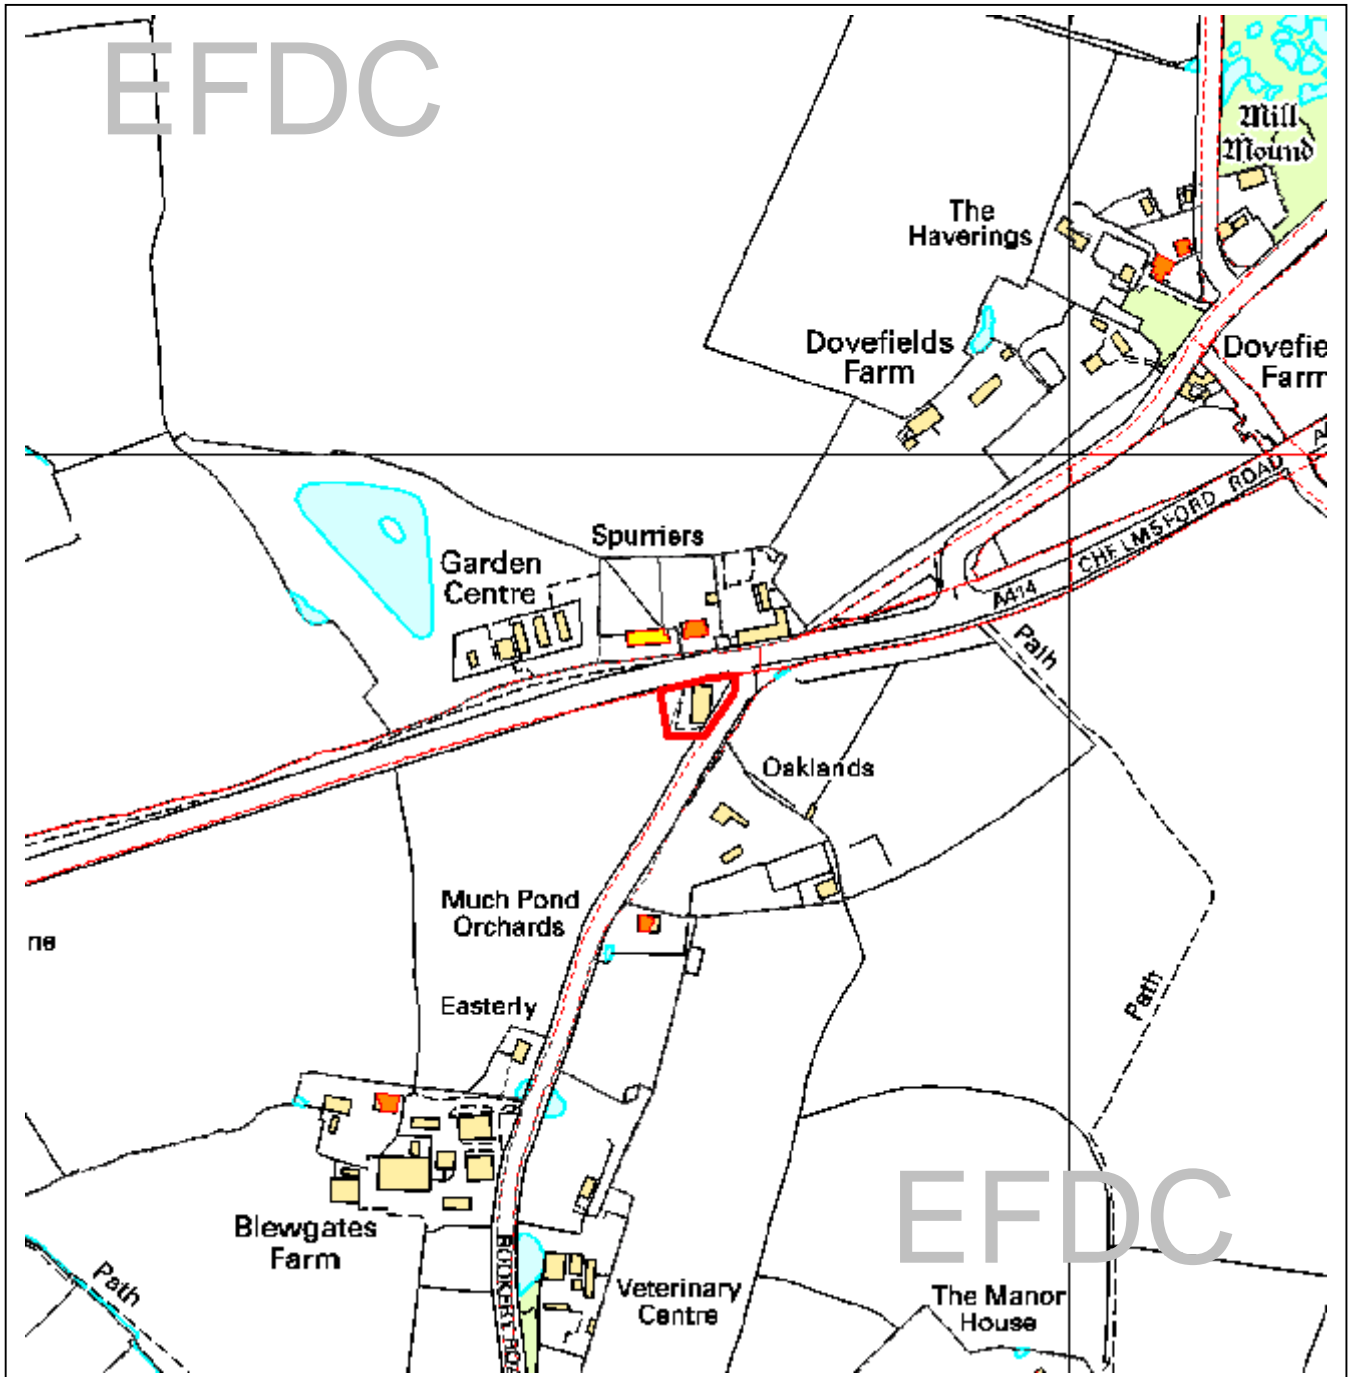 EFDC
Mill
Mound
The
Haverings
Dovefields
Farm
Dovefie
Farm
Spurriers
Garden
Centre
CHELMSFORD ROAD
A414
Path
Oaklands
Much Pond
Orchards
ne
Easterly
Path
Blewgates
Farm
EFDC
Path
Veterinary
Centre
The Manor
House